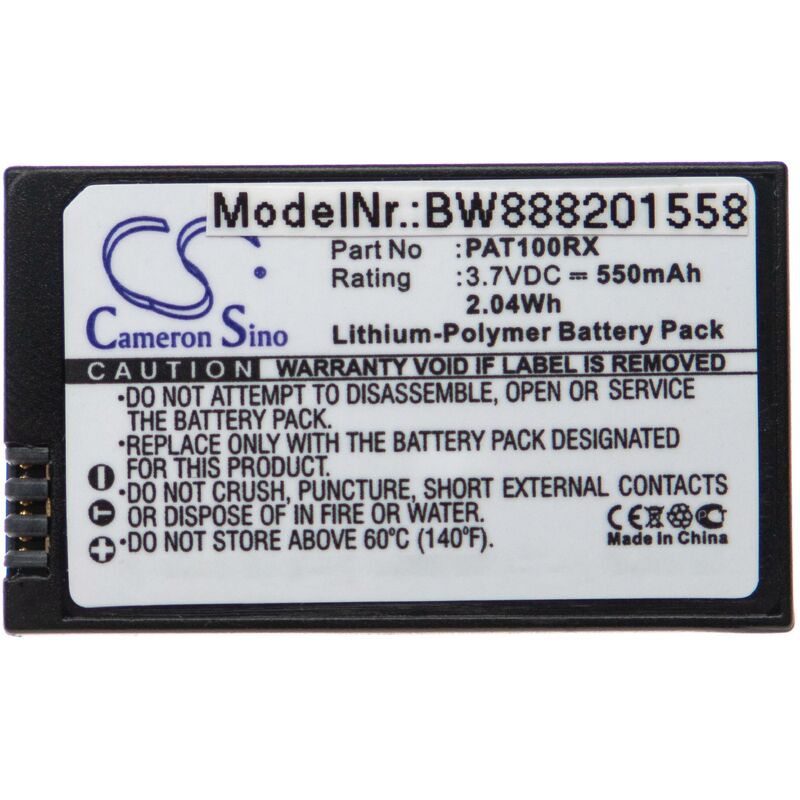 ModelNr.:BW888201558
CS
Part No :PAT100RX
Rating :3.7VDC ⎓ 550mAh
2.04Wh
Cameron Sino
Lithium-Polymer Battery Pack
CAUTION WARRANTY VOID IF LABEL IS REMOVED
•DO NOT ATTEMPT TO DISASSEMBLE, OPEN OR SERVICE
THE BATTERY PACK.
•REPLACE ONLY WITH THE BATTERY PACK DESIGNATED
FOR THIS PRODUCT.
•DO NOT CRUSH, PUNCTURE, SHORT EXTERNAL CONTACTS
OR DISPOSE OF IN FIRE OR WATER.
•DO NOT STORE ABOVE 60°C (140°F).
- T +
CE
Made in China